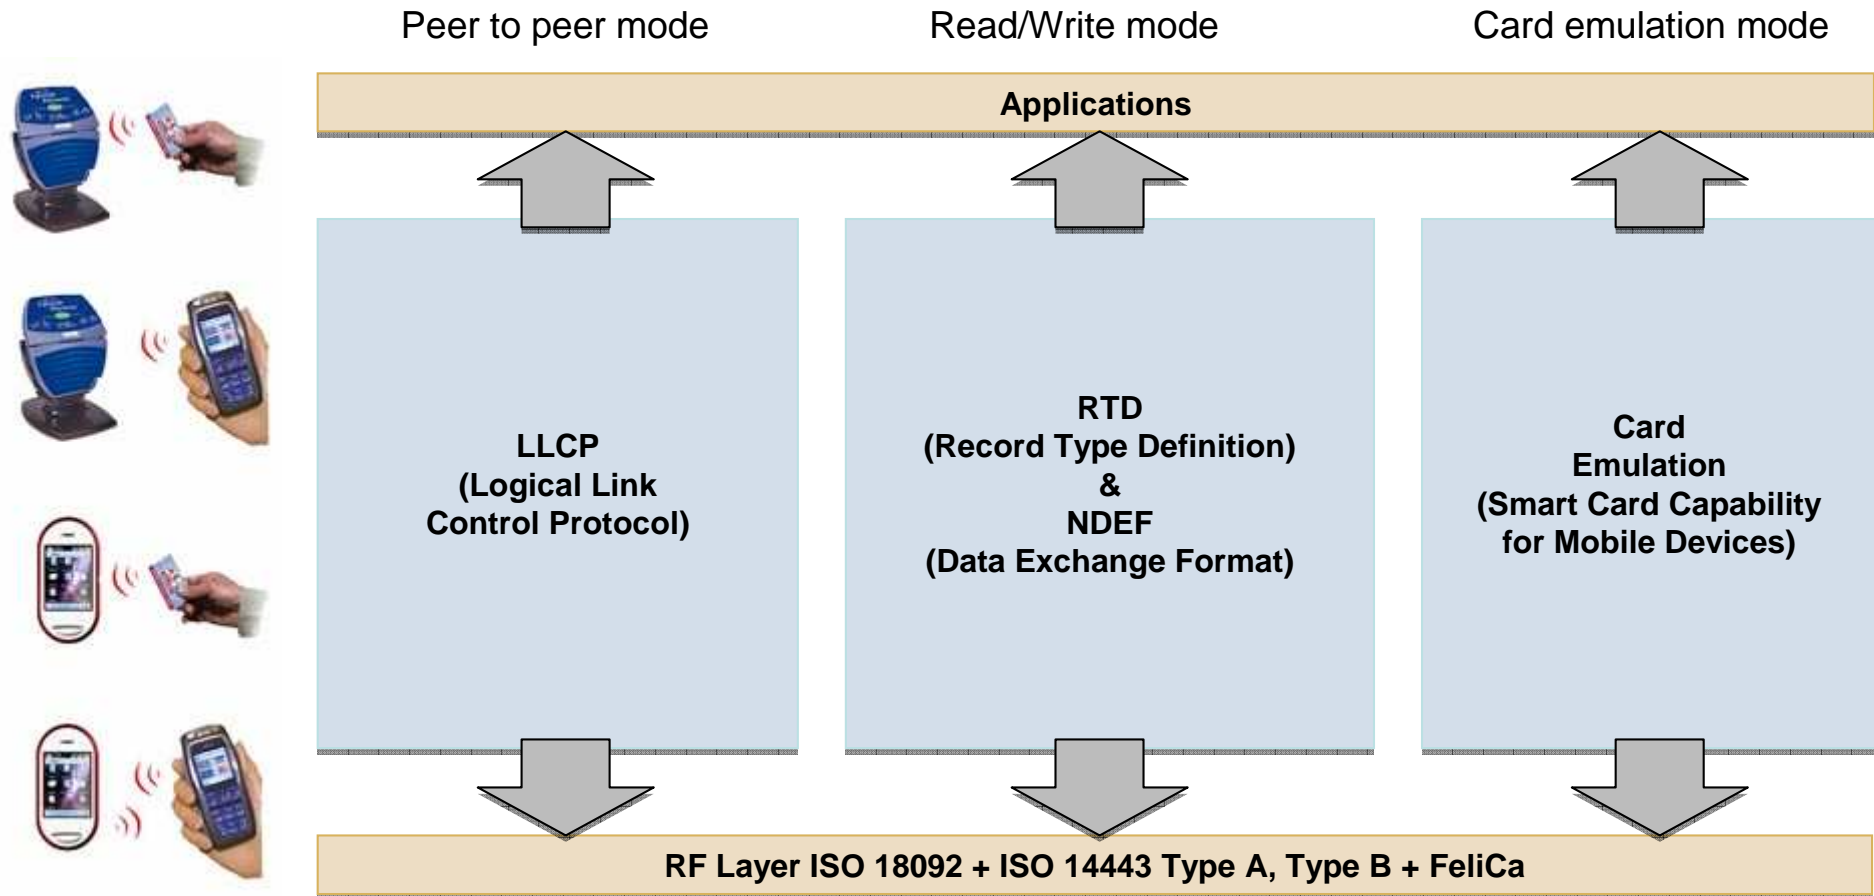 Peer to peer mode
Read/Write mode
Card emulation mode
Applications
LLCP
(Logical Link
Control Protocol)
RTD
(Record Type Definition)
&
NDEF
(Data Exchange Format)
Card
Emulation
(Smart Card Capability
for Mobile Devices)
RF Layer ISO 18092 + ISO 14443 Type A, Type B + FeliCa